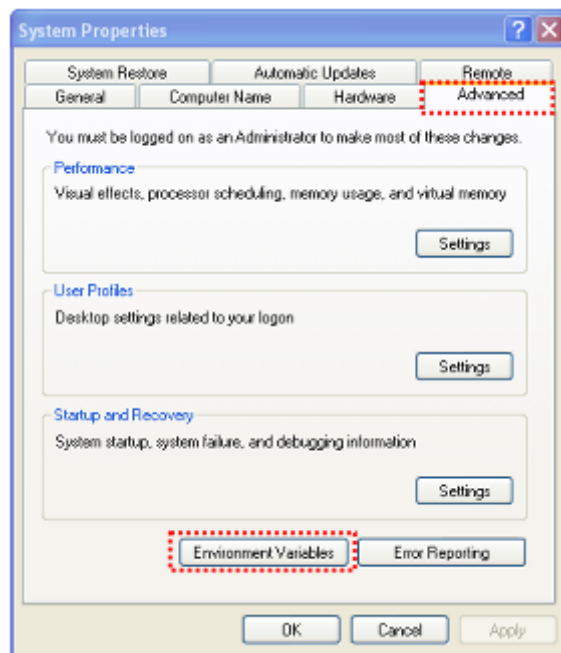 System Properties
System Restore Automatic Updates Remote
General Computer Name Hardware Advanced
You must be logged on as an Administrator to make most of these changes.
Performance
Visual effects, processor scheduling, memory usage, and virtual memory
Settings
User Profiles
Desktop settings related to your logon
Settings
Startup and Recovery
System startup, system failure, and debugging information
Settings
Environment Variables Error Reporting
OK Cancel Apply